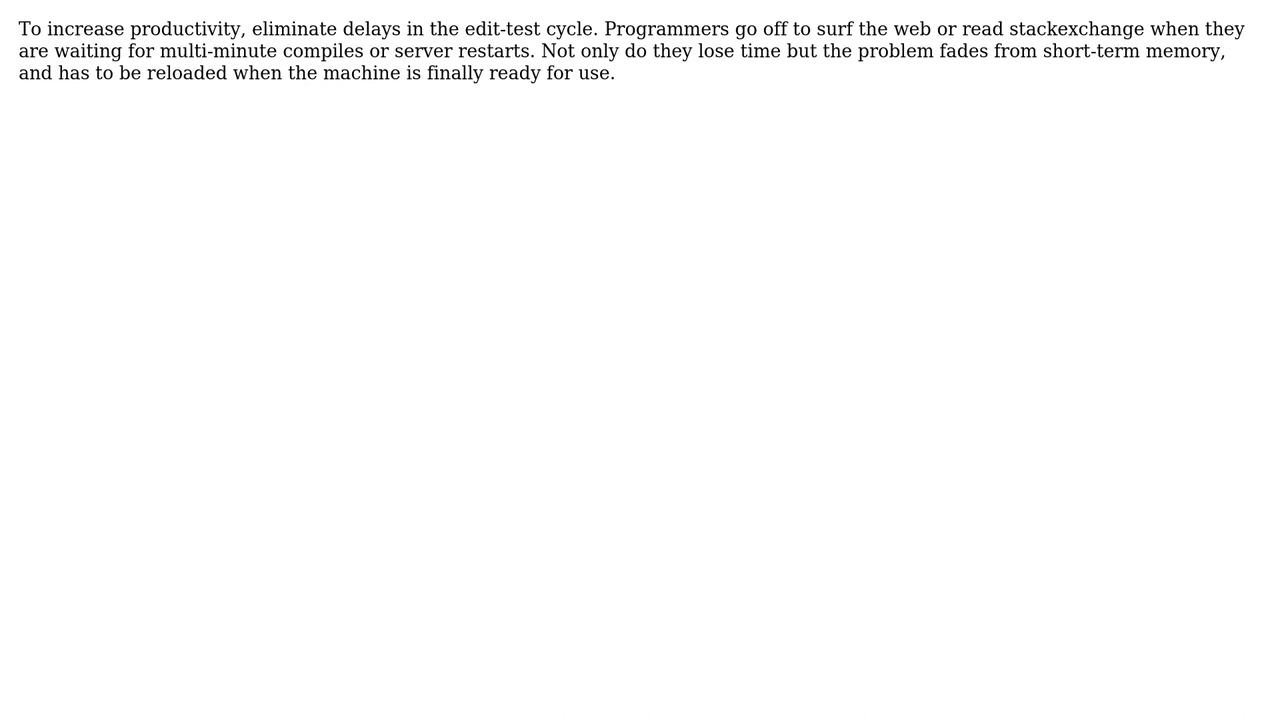 To increase productivity, eliminate delays in the edit-test cycle. Programmers go off to surf the web or read stackexchange when they
are waiting for multi-minute compiles or server restarts. Not only do they lose time but the problem fades from short-term memory,
and has to be reloaded when the machine is finally ready for use.